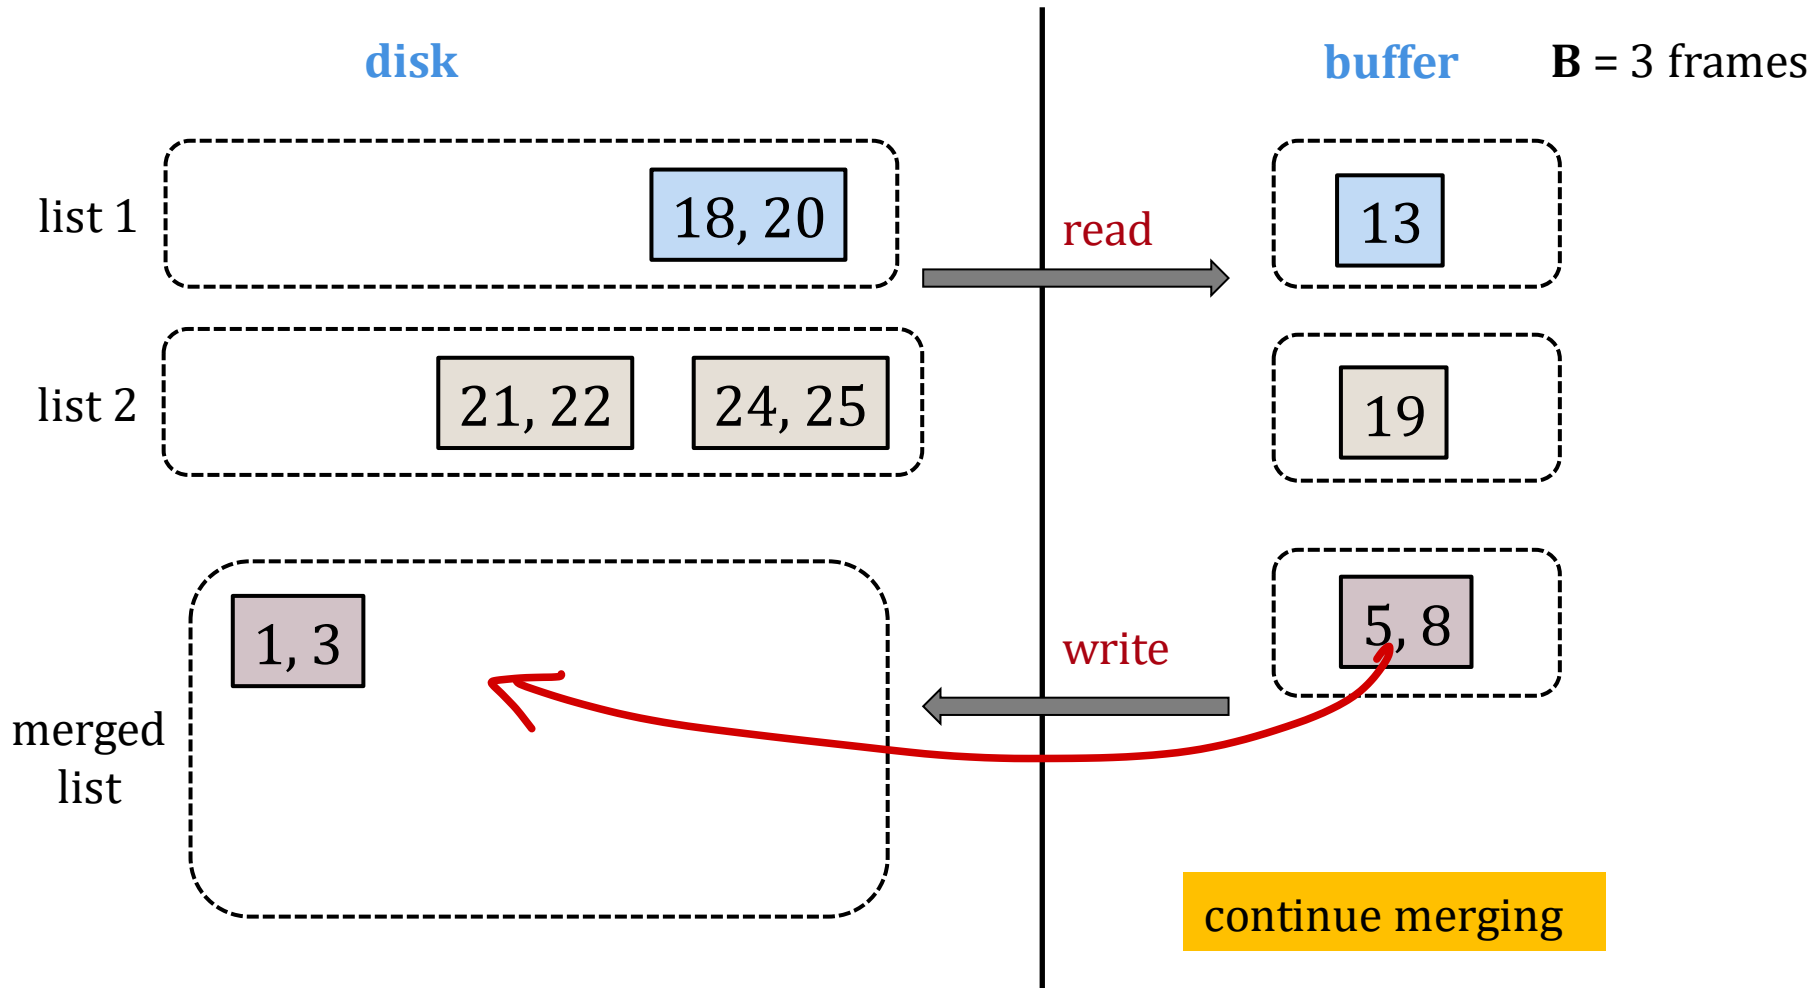 disk
buffer
B = 3 frames
list 1
18, 20
read
13
list 2
21, 22
24, 25
19
1, 3
write
5, 8
merged
list
continue merging